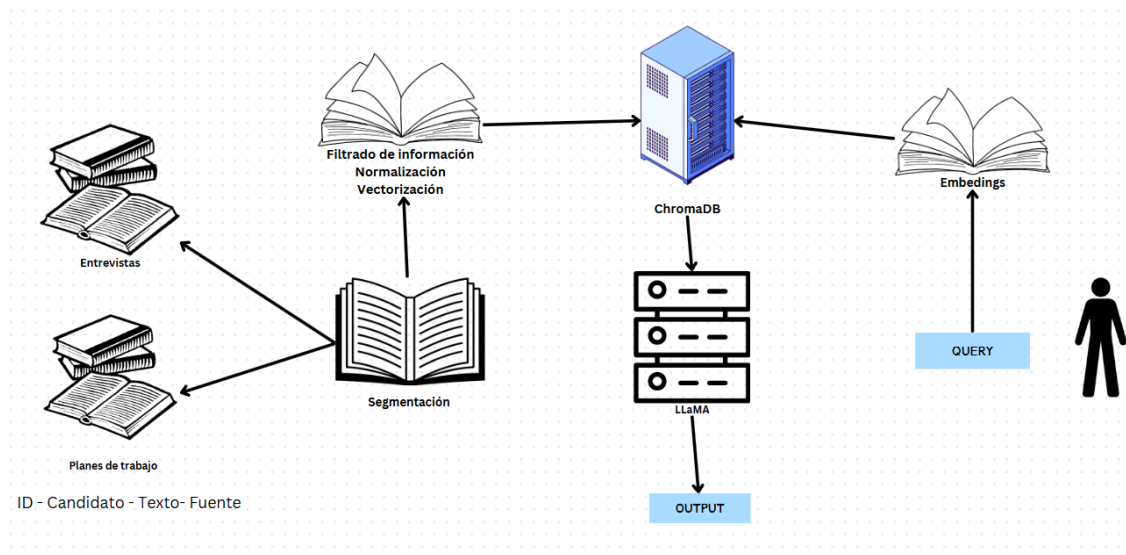 Entrevistas
Planes de trabajo
ID - Candidato - Texto- Fuente
Filtrado de información
Normalización
Vectorización
Segmentación
ChromaDB
LLaMA
OUTPUT
Embedings
QUERY